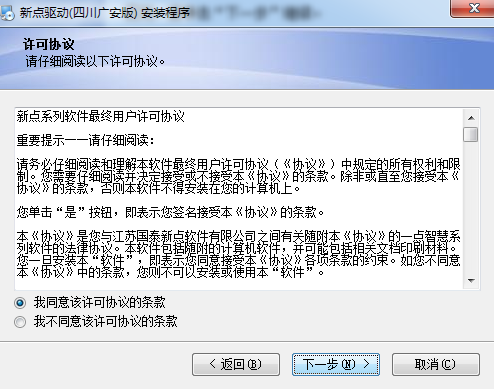 新点驱动(四川广安版) 安装程序
许可协议
请仔细阅读以下许可协议。
新点系列软件最终用户许可协议
重要提示——请仔细阅读：
请务必仔细阅读和理解本软件最终用户许可协议（《协议》）中规定的所有权利和限
制。您需要仔细阅读并决定接受或不接受本《协议》的条款。除非或直至您接受本《
协议》的条款，否则本软件不得安装在您的计算机上。
您单击“是”按钮，即表示您签名接受本《协议》的条款。
本《协议》是您与江苏国泰新点软件有限公司之间有关随附本《协议》的一点智慧系
列软件的法律协议。本软件包括随附的计算机软件，并可能包括相关文档印刷材料。
您一旦安装本“软件”，即表示您同意接受本《协议》各项条款的约束。如您不同意
本《协议》中的条款，您则不可以安装或使用本“软件”。
我同意该许可协议的条款
我不同意该许可协议的条款
< 返回(B)
下一步(N) >
取消(C)